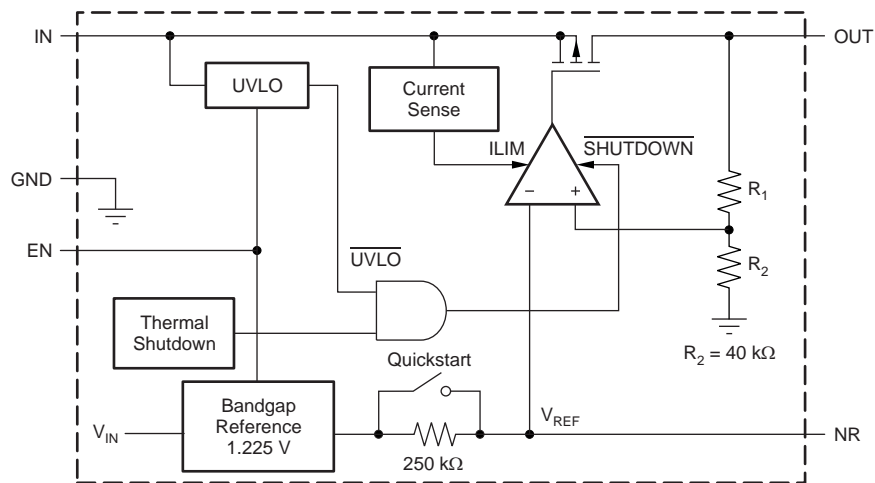 IN
OUT
UVLO
Current
Sense
ILIM
SHUTDOWN
GND
R1
EN
UVLO
R2
Thermal
Shutdown
R2 = 40 kΩ
Quickstart
Bandgap
Reference
1.225 V
VIN
VREF
NR
250 kΩ
−
+